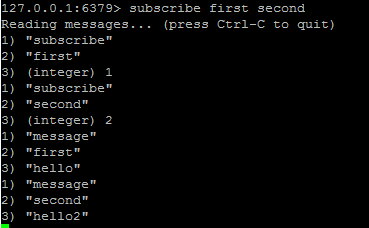 127.0.0.1:6379> subscribe first second
Reading messages... (press Ctrl-C to quit)
1) "subscribe"
2) "first"
3) (integer) 1
1) "subscribe"
2) "second"
3) (integer) 2
1) "message"
2) "first"
3) "hello"
1) "message"
2) "second"
3) "hello2"